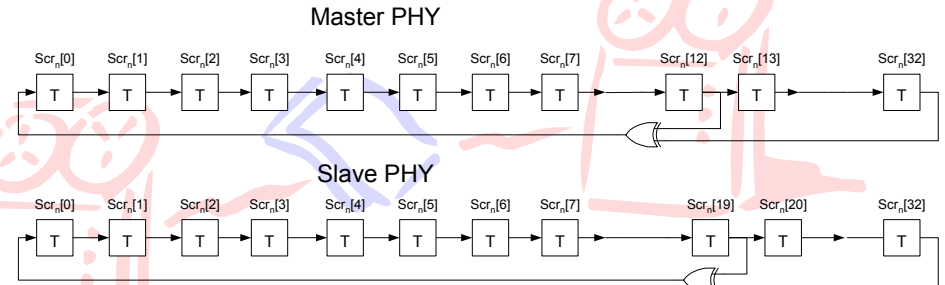 Master PHY
Scrn[0] Scrn[1] Scrn[2] Scrn[3] Scrn[4] Scrn[5] Scrn[6] Scrn[7] Scrn[12] Scrn[13] Scrn[32]
T T T T T T T T T T T
Slave PHY
Scrn[0] Scrn[1] Scrn[2] Scrn[3] Scrn[4] Scrn[5] Scrn[6] Scrn[7] Scrn[19] Scrn[20] Scrn[32]
T T T T T T T T T T T